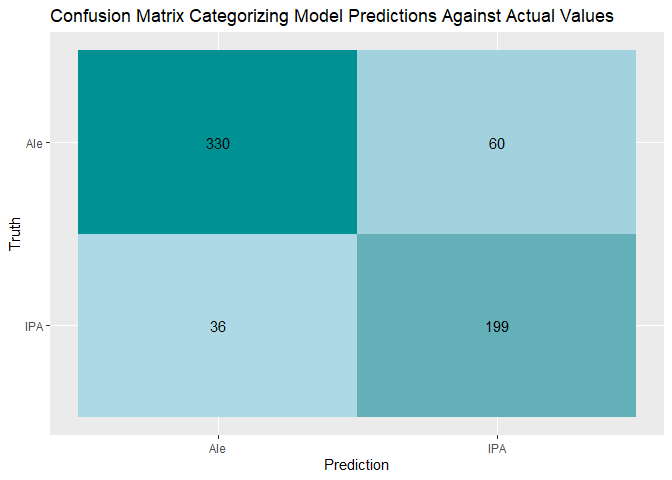 Confusion Matrix Categorizing Model Predictions Against Actual Values
Truth
Ale
330
60
IPA
36
199
Ale
IPA
Prediction